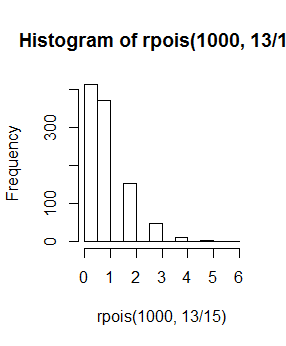 Histogram of rpois(1000, 13/1
Frequency
300
100
0
0 1 2 3 4 5 6
rpois(1000, 13/15)